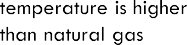 temperature is higher
than natural gas